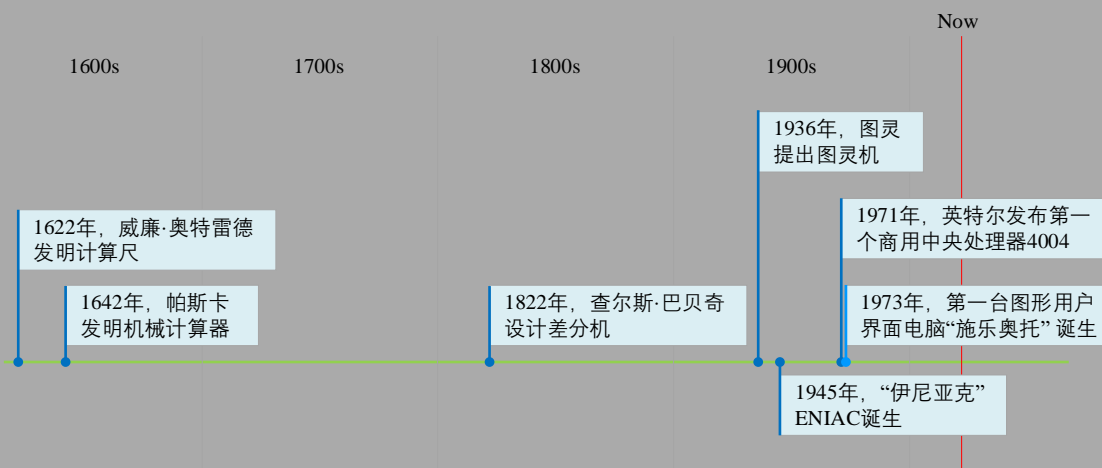 Now
1600s
1700s
1800s
1900s
1936年，图灵
提出图灵机
1622年，威廉·奥特雷德
发明计算尺
1971年，英特尔发布第一
个商用中央处理器4004
1642年，帕斯卡
发明机械计算器
1822年，查尔斯·巴贝奇
设计差分机
1973年，第一台图形用户
界面电脑“施乐奥托” 诞生
1945年，“伊尼亚克”
ENIAC诞生